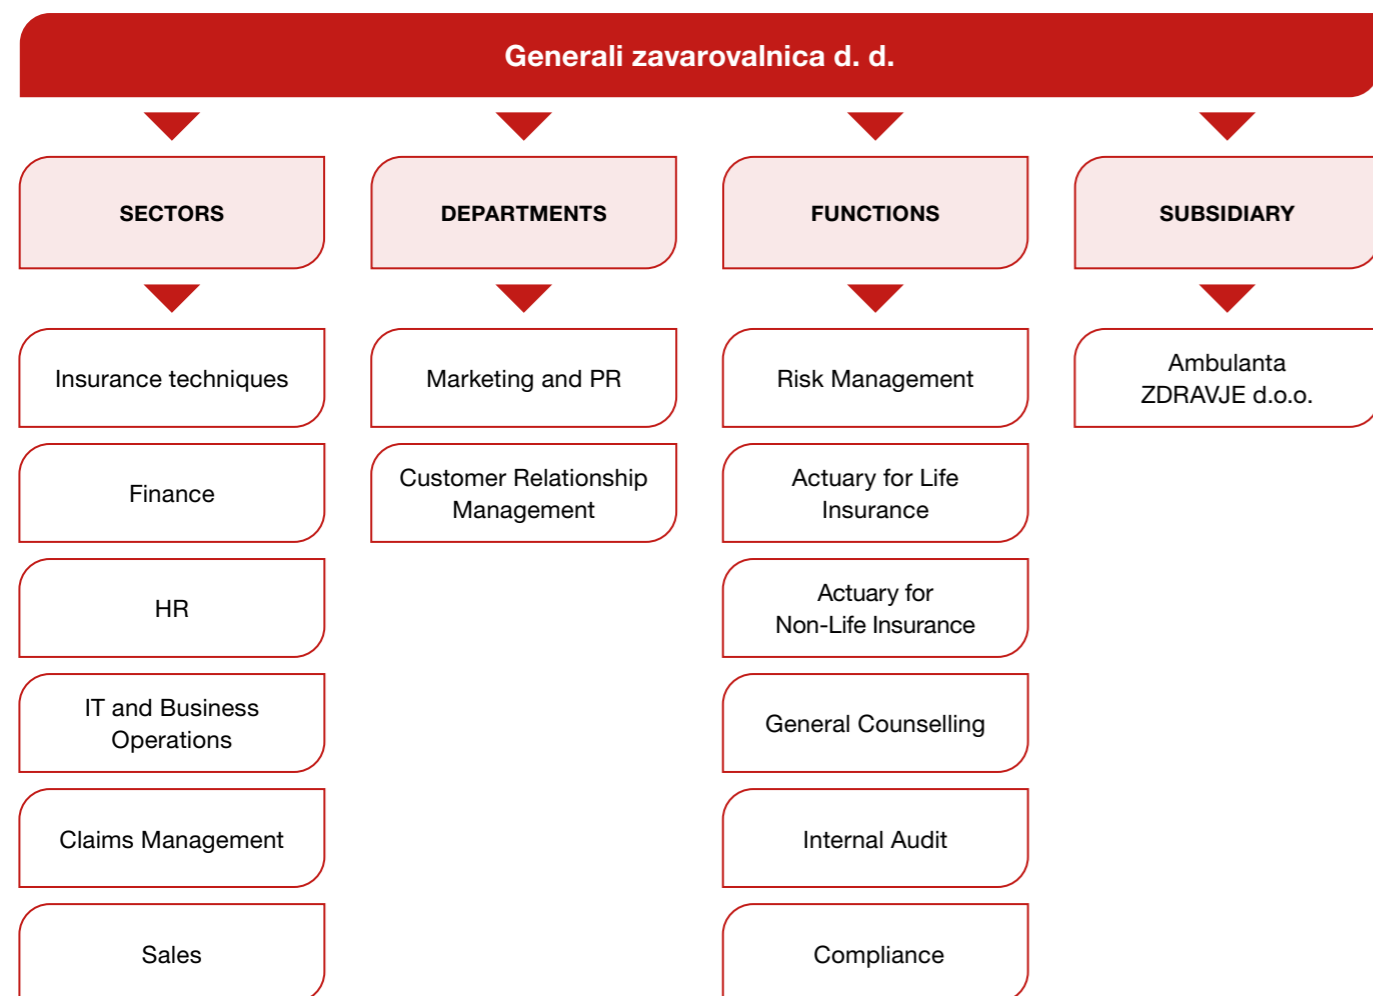 Generali zavarovalnica d. d.
SECTORS
Insurance techniques
Finance
HR
IT and Business
Operations
Claims Management
Sales
DEPARTMENTS
Marketing and PR
Customer Relationship
Management
FUNCTIONS
Risk Management
Actuary for Life
Insurance
Actuary for
Non-Life Insurance
General Counselling
Internal Audit
Compliance
SUBSIDIARY
Ambulanta
ZDRAVJE d.o.o.